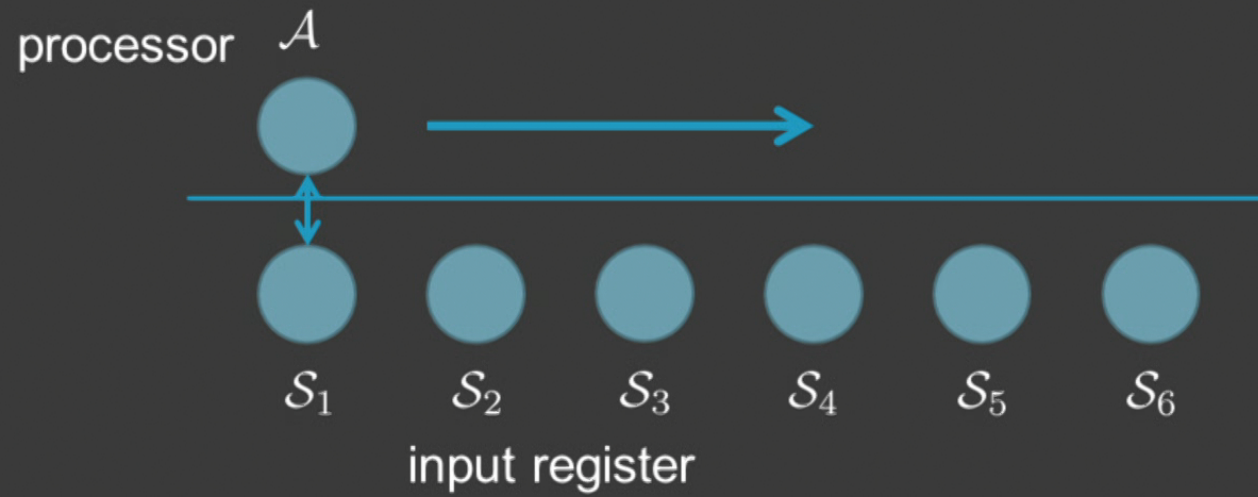 processor 𝒜
𝒮₁ 𝒮₂ 𝒮₃ 𝒮₄ 𝒮₅ 𝒮₆
input register